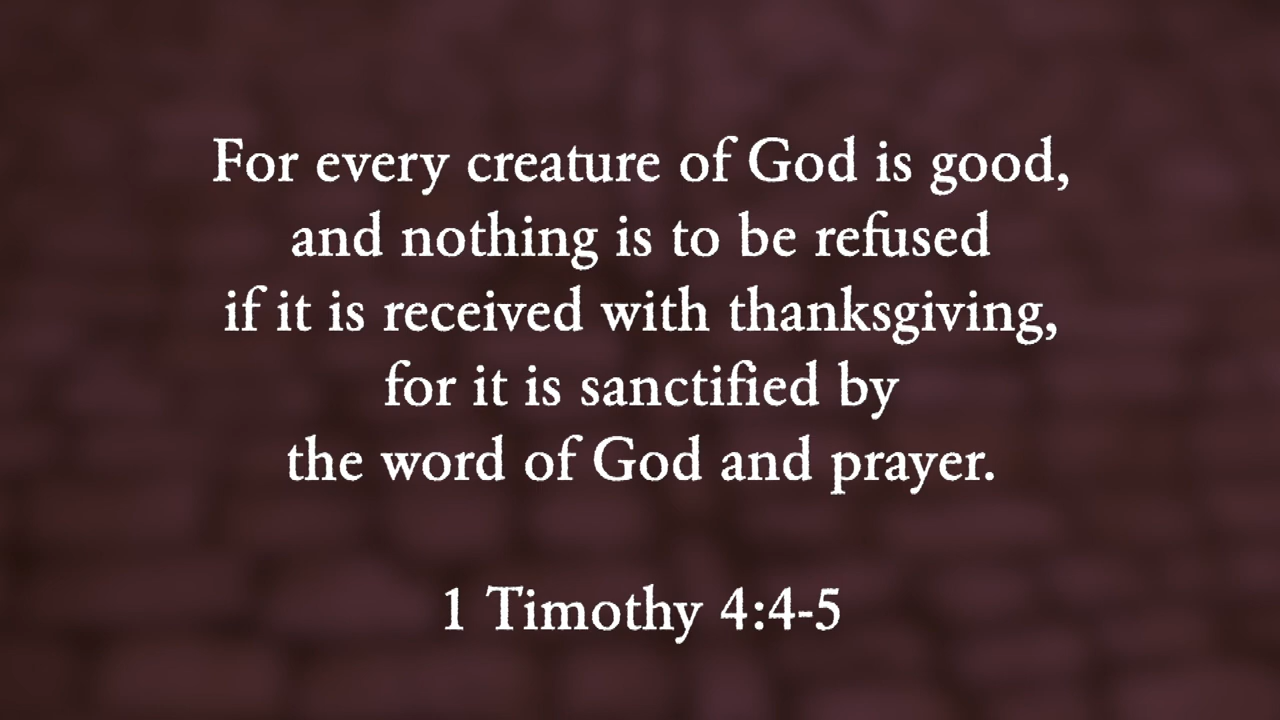 For every creature of God is good,
and nothing is to be refused
if it is received with thanksgiving,
for it is sanctified by
the word of God and prayer.
1 Timothy 4:4-5